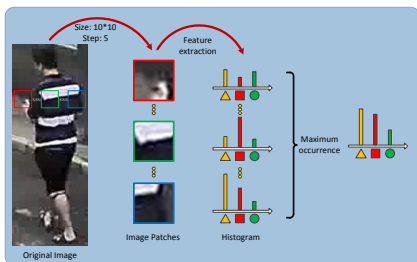 Size: 10*10
Step: 5
Feature
extraction
Maximum
occurrence
Original Image
Image Patches
Histogram